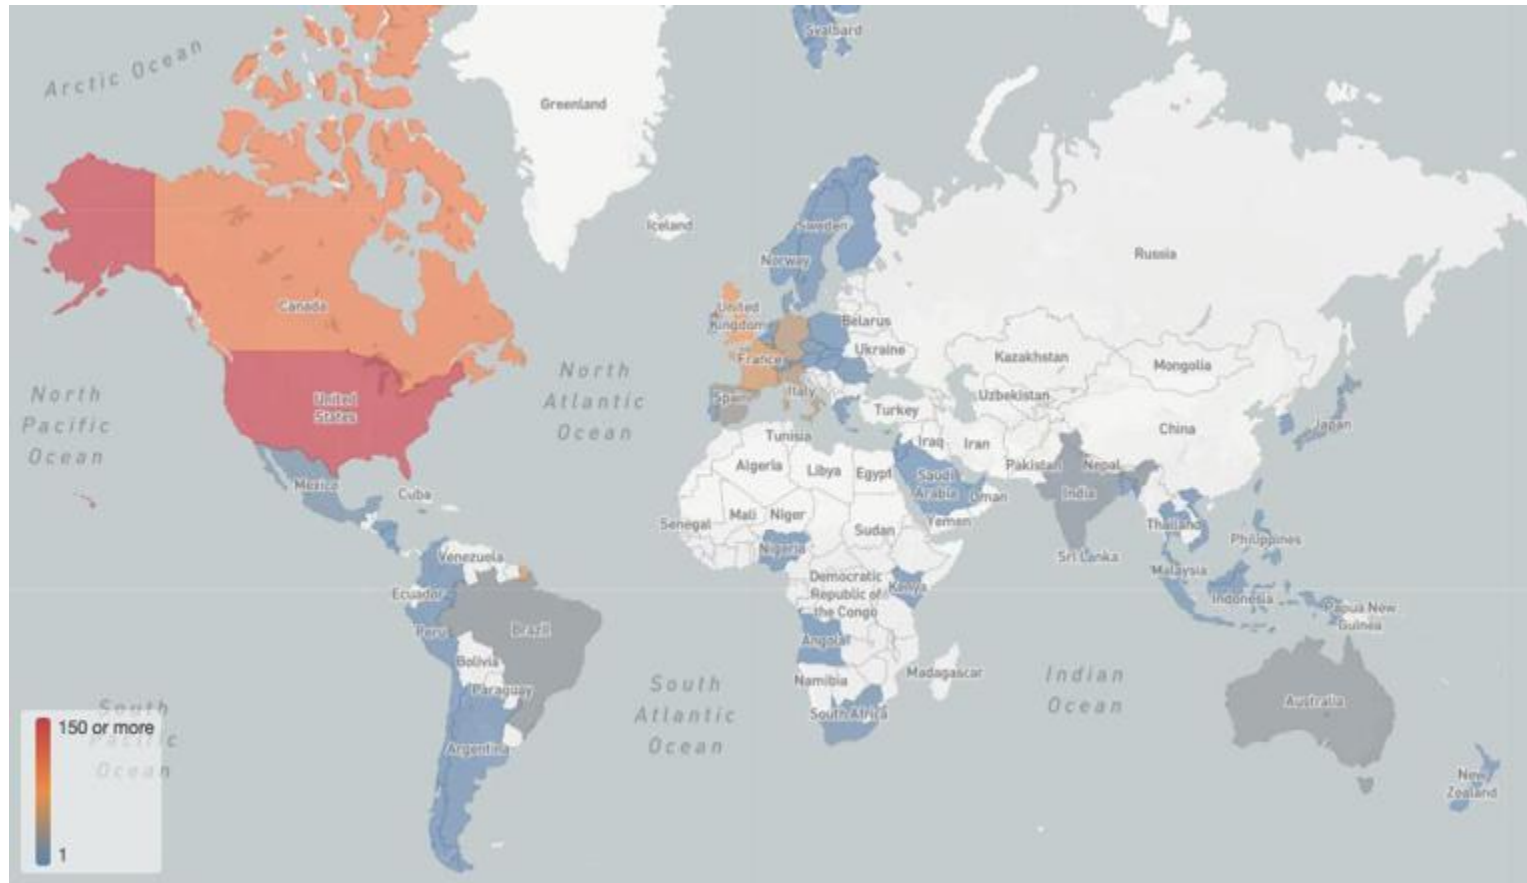 Svalbard
Arctic Ocean
Greenland
Iceland
Sweden
Norway
Russia
Canada
United
Kingdom
Belarus
Ukraine
France
Kazakhstan
Mongolia
North
Pacific
Ocean
North
Atlantic
Ocean
United
States
Spain
Italy
Uzbekistan
Turkey
China
Japan
Tunisia
Iraq
Iran
Algeria
Libya
Egypt
Pakistan
Nepal
Mexico
Cuba
Saudi
Arabia
Oman
India
Senegal
Mali
Niger
Sudan
Yemen
Thailand
Philippines
Nigeria
Venezuela
Sri Lanka
Malaysia
Ecuador
Democratic
Republic of
the Congo
Kenya
Indonesia
Papua New
Guinea
Peru
Brazil
Angola
Bolivia
Paraguay
Namibia
Madagascar
South
Atlantic
Ocean
Indian
Ocean
Australia
South Africa
Argentina
South
Pacific
Ocean
150 or more
1
New
Zealand